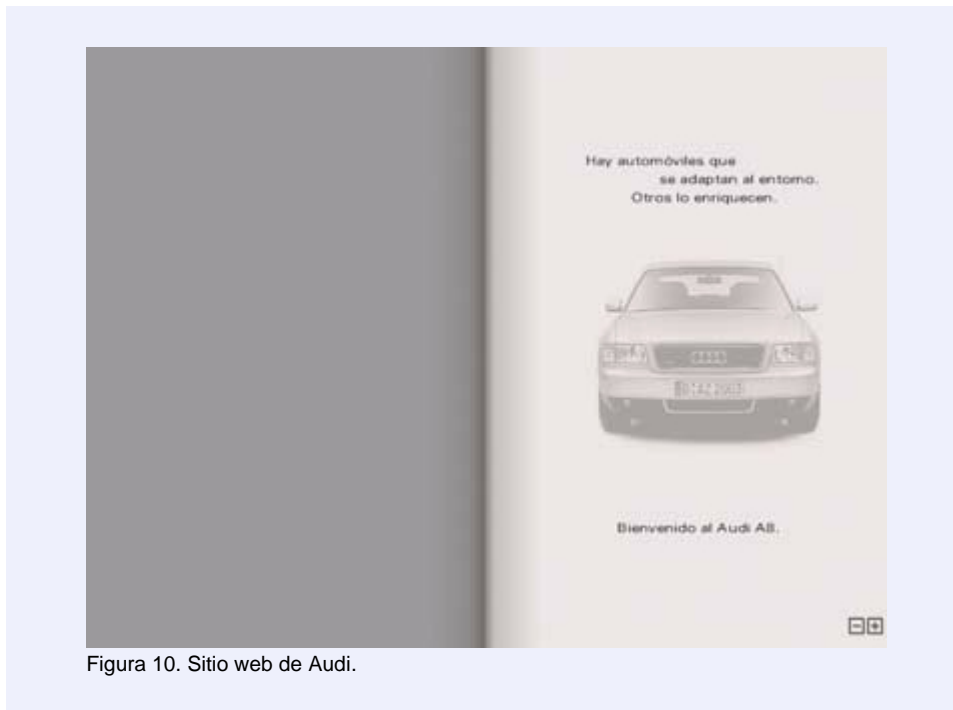 Hay automóviles que
se adaptan al entorno.
Otros lo enriquecen.
Bienvenido al Audi A8.
Figura 10. Sitio web de Audi.